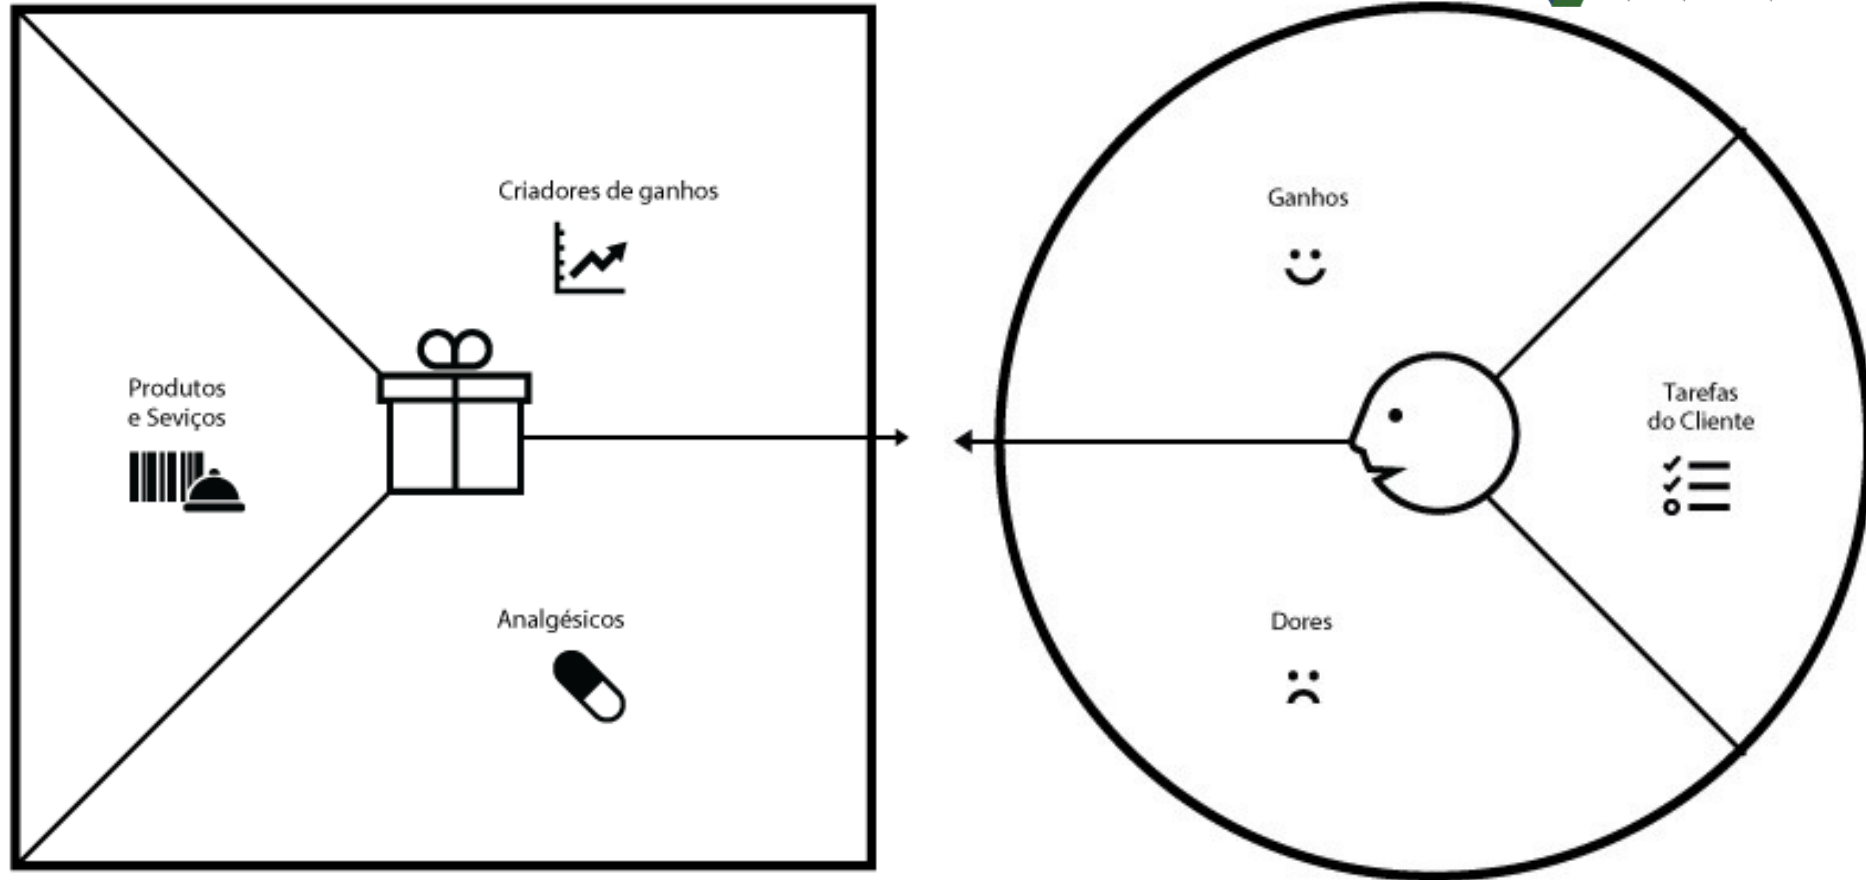 Criadores de ganhos
Produtos
e Seviços
Analgésicos
Ganhos
Tarefas
do Cliente
Dores